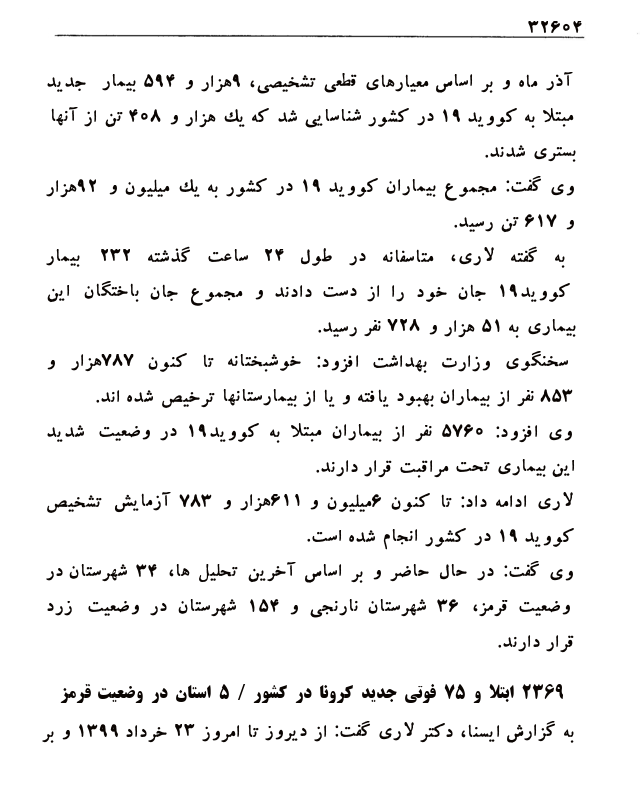 ۳۲۶۰۴
آذر ماه و بر اساس معیارهای قطعی تشخیصی، ۹هزار و ۵۹۴ بیمار جدید
مبتلا به کووید ۱۹ در کشور شناسایی شد که یك هزار و ۴۰۸ تن از آنها
بستری شدند.
وی گفت: مجموع بیماران کووید ۱۹ در کشور به یك میلیون و ۹۲هزار
و ۶۱۷ تن رسید.
به گفته لاری، متاسفانه در طول ۲۴ ساعت گذشته ۲۳۲ بیمار
کووید۱۹ جان خود را از دست دادند و مجموع جان باختگان این
بیماری به ۵۱ هزار و ۷۲۸ نفر رسید.
سخنگوی وزارت بهداشت افزود: خوشبختانه تا کنون ۷۸۷هزار و
۸۵۳ نفر از بیماران بهبود یافته و یا از بیمارستانها ترخیص شده اند.
وی افزود: ۵۷۶۰ نفر از بیماران مبتلا به کووید۱۹ در وضعیت شدید
این بیماری تحت مراقبت قرار دارند.
لاری ادامه داد: تا کنون ۶میلیون و ۶۱۱هزار و ۷۸۳ آزمایش تشخیص
کووید ۱۹ در کشور انجام شده است.
وی گفت: در حال حاضر و بر اساس آخرین تحلیل ها، ۳۴ شهرستان در
وضعیت قرمز، ۳۶ شهرستان نارنجی و ۱۵۴ شهرستان در وضعیت زرد
قرار دارند.
۲۳۶۹ ابتلا و ۷۵ فوتی جدید کرونا در کشور / ۵ استان در وضعیت قرمز
به گزارش ایسنا، دکتر لاری گفت: از دیروز تا امروز ۲۳ خرداد ۱۳۹۹ و بر